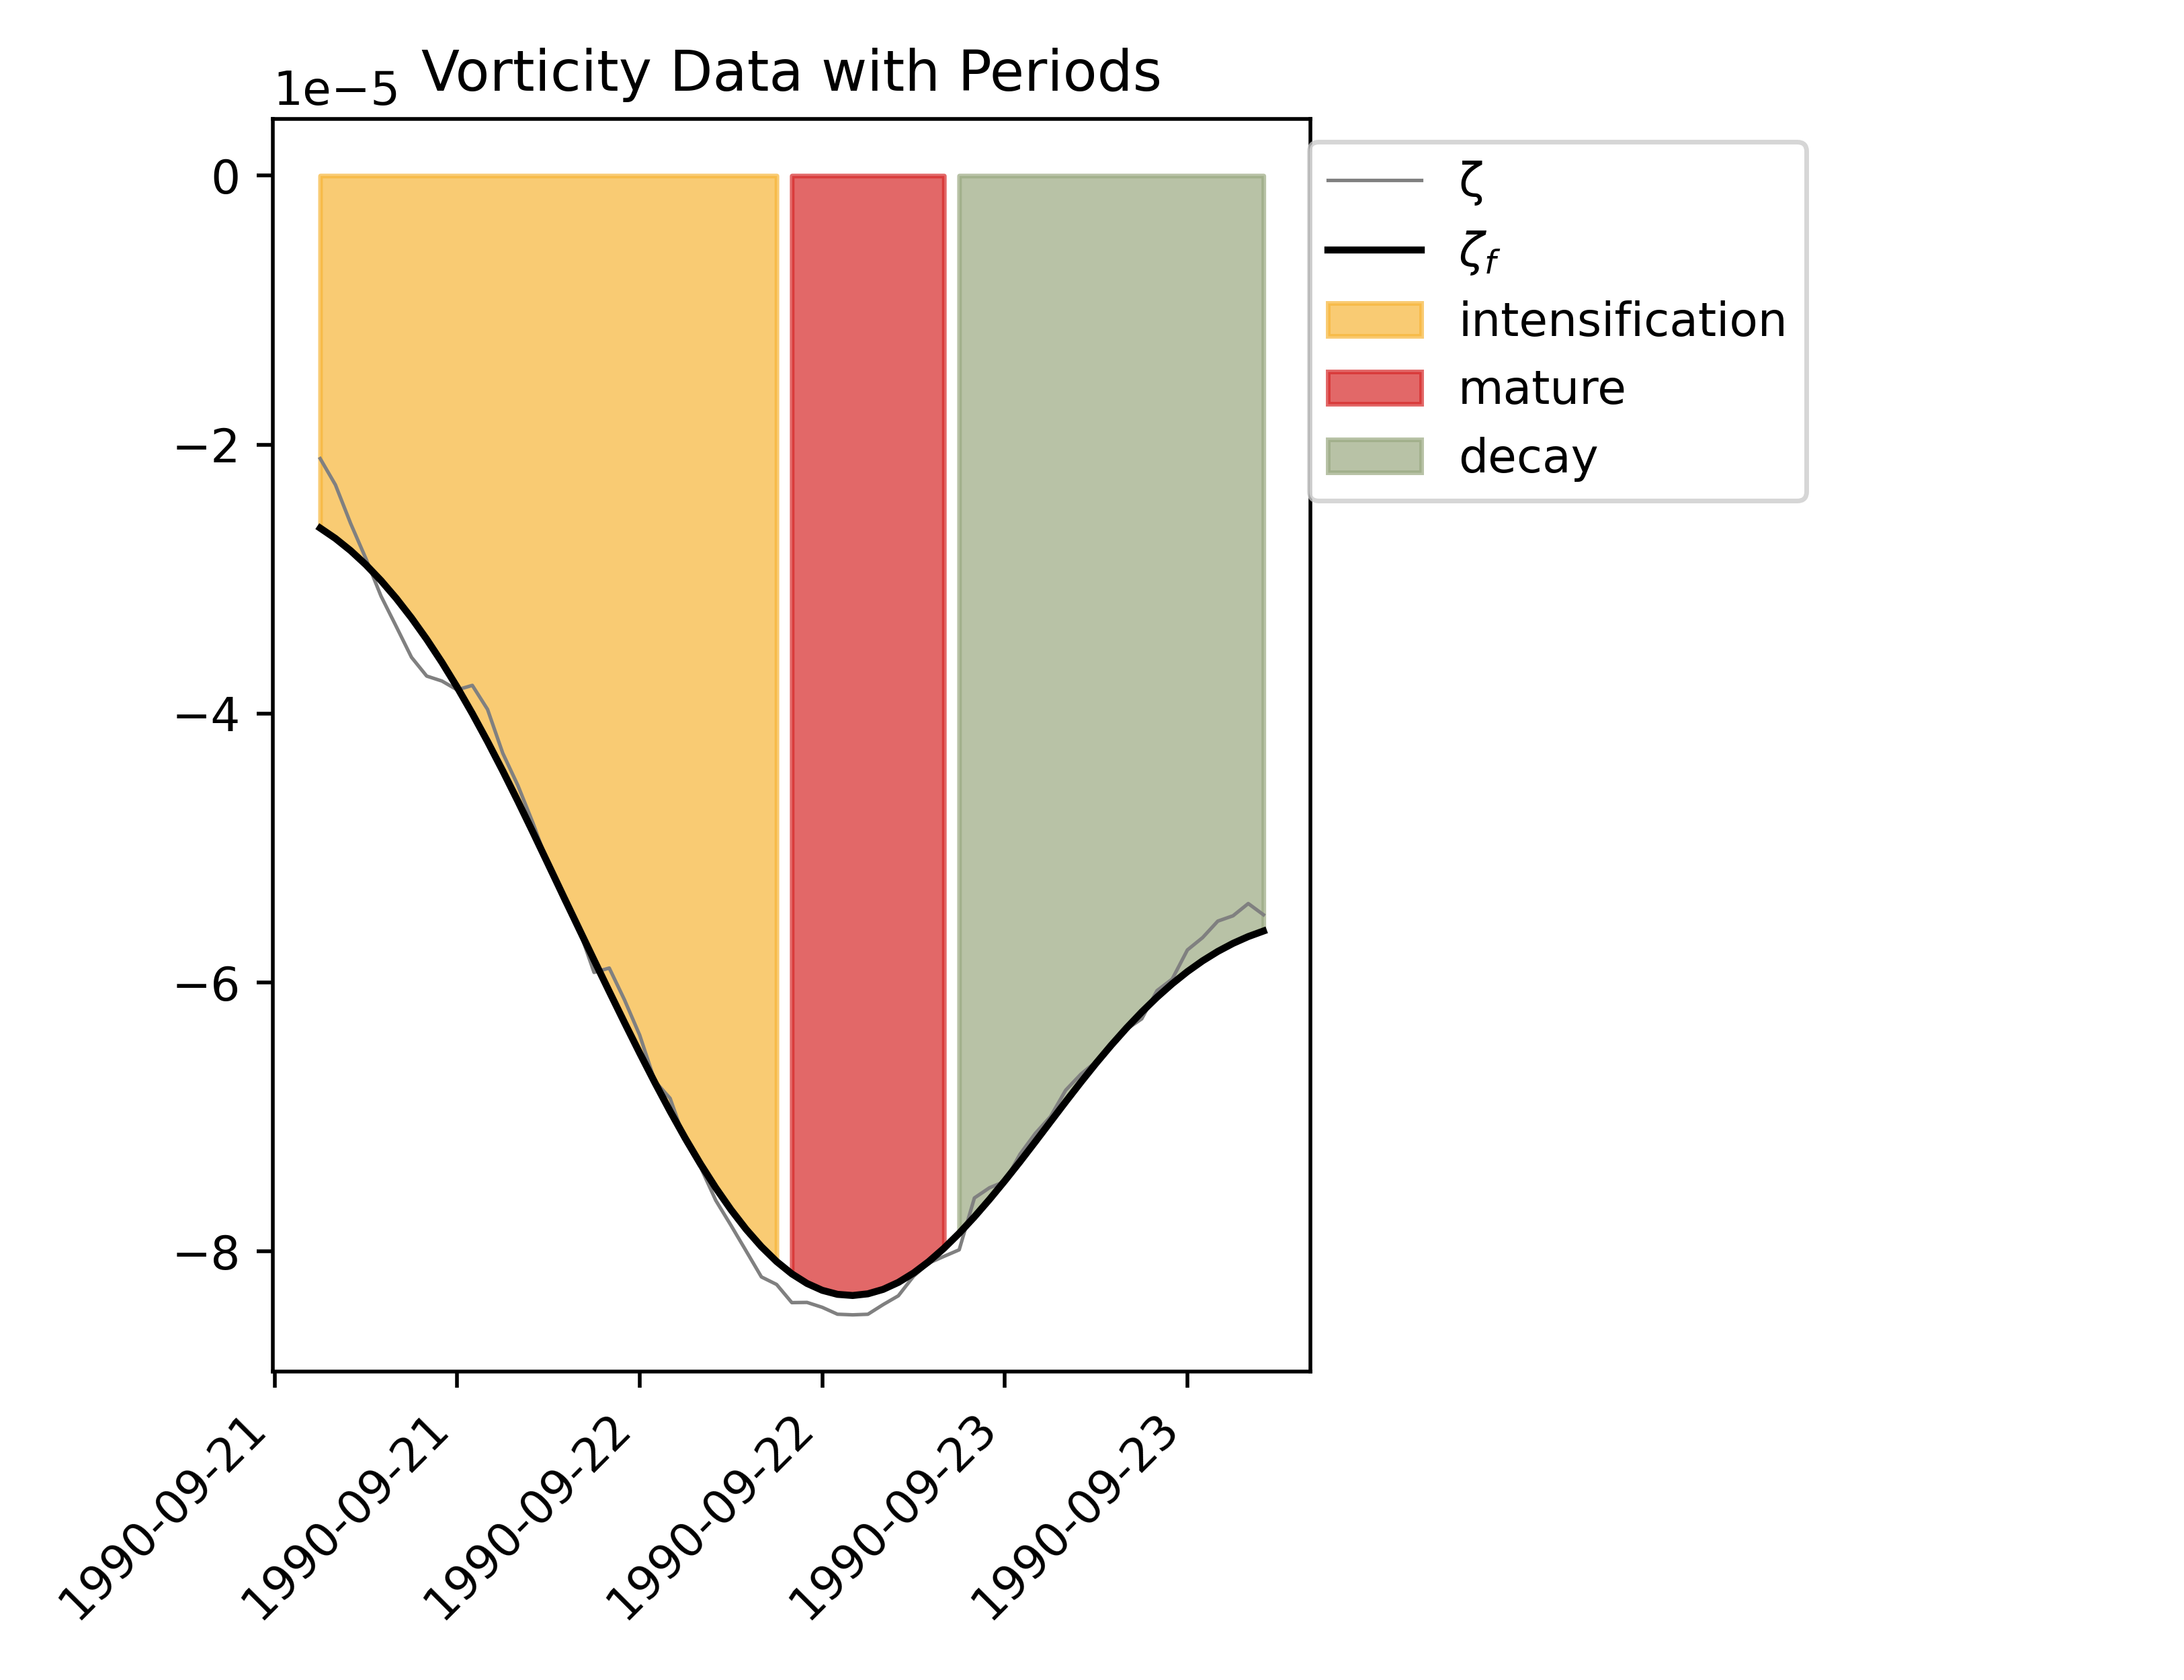 Vorticity Data with Periods
1e−5
0
−2
−4
−6
−8
1990-09-21
1990-09-21
1990-09-22
1990-09-22
1990-09-23
1990-09-23
ζ
ζf
intensification
mature
decay